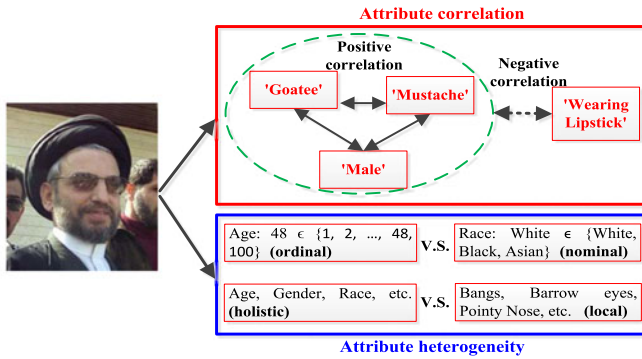 Attribute correlation
Positive
correlation
Negative
correlation
'Goatee'
'Mustache'
'Wearing
Lipstick'
'Male'
Age: 48 ϵ {1, 2, ..., 48,
100} (ordinal)
V.S.
Race: White ϵ {White,
Black, Asian} (nominal)
Age, Gender, Race, etc.
(holistic)
V.S.
Bangs, Barrow eyes,
Pointy Nose, etc. (local)
Attribute heterogeneity